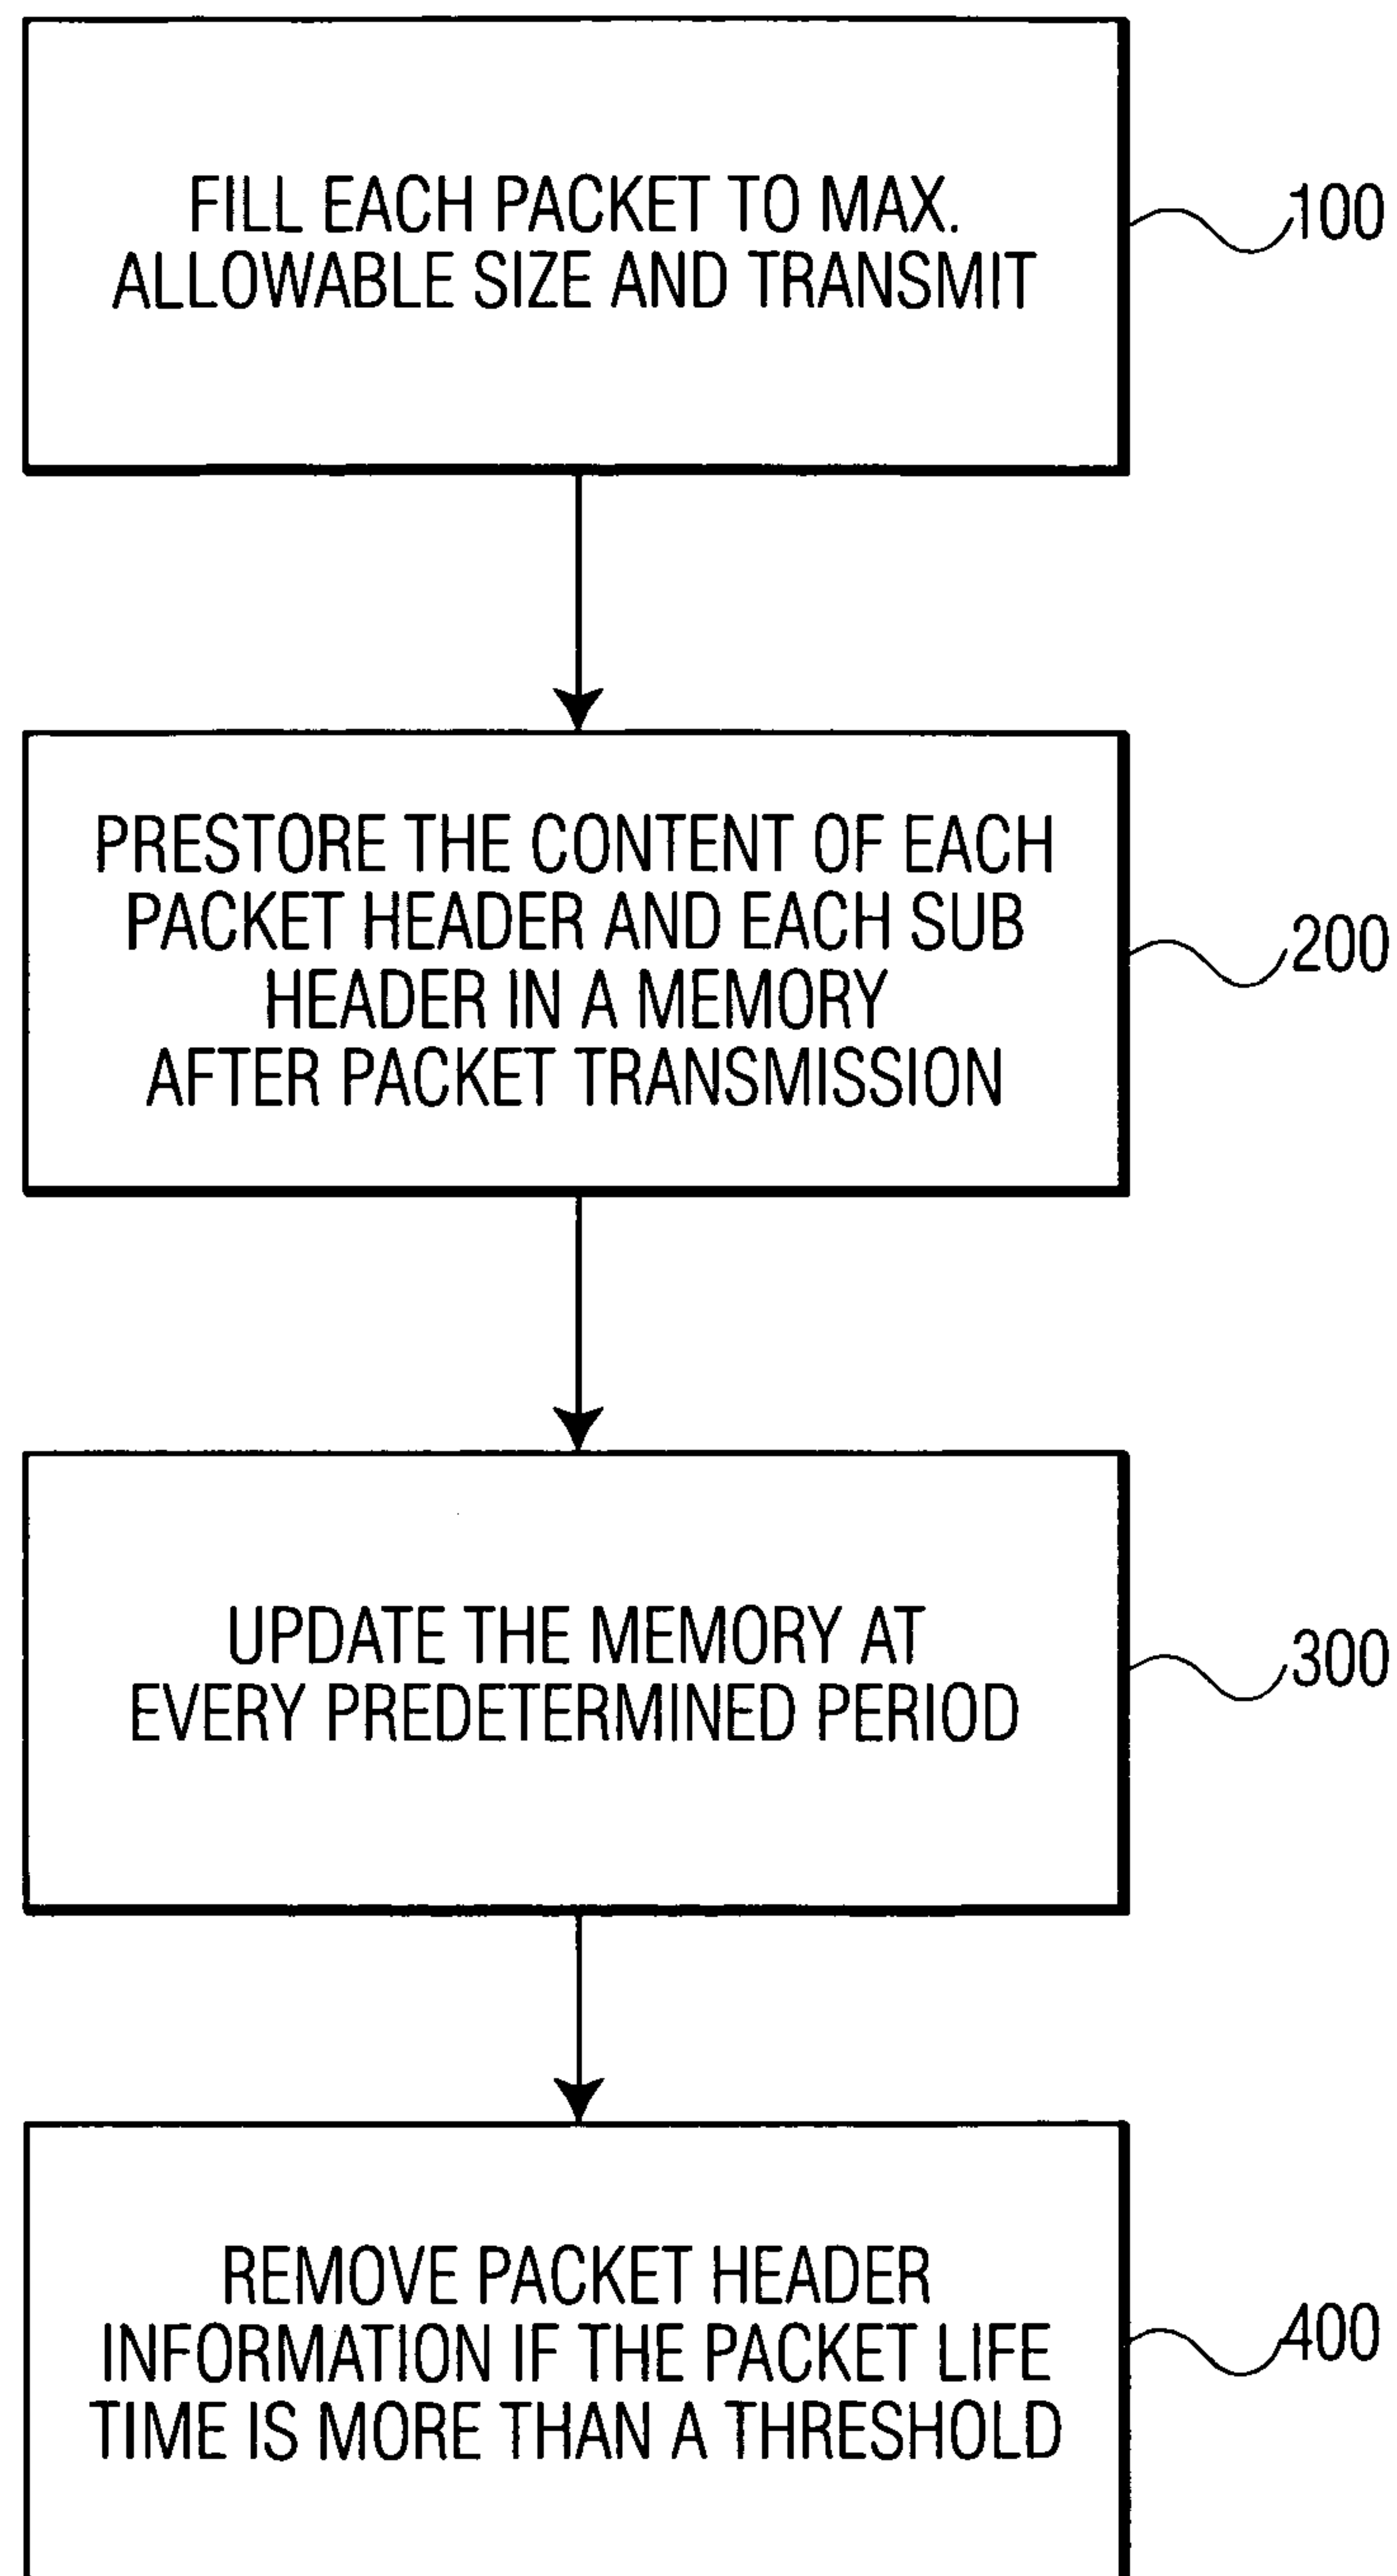 FILL EACH PACKET TO MAX.
ALLOWABLE SIZE AND TRANSMIT
100
PRESTORE THE CONTENT OF EACH
PACKET HEADER AND EACH SUB
HEADER IN A MEMORY
AFTER PACKET TRANSMISSION
200
UPDATE THE MEMORY AT
EVERY PREDETERMINED PERIOD
300
REMOVE PACKET HEADER
INFORMATION IF THE PACKET LIFE
TIME IS MORE THAN A THRESHOLD
400